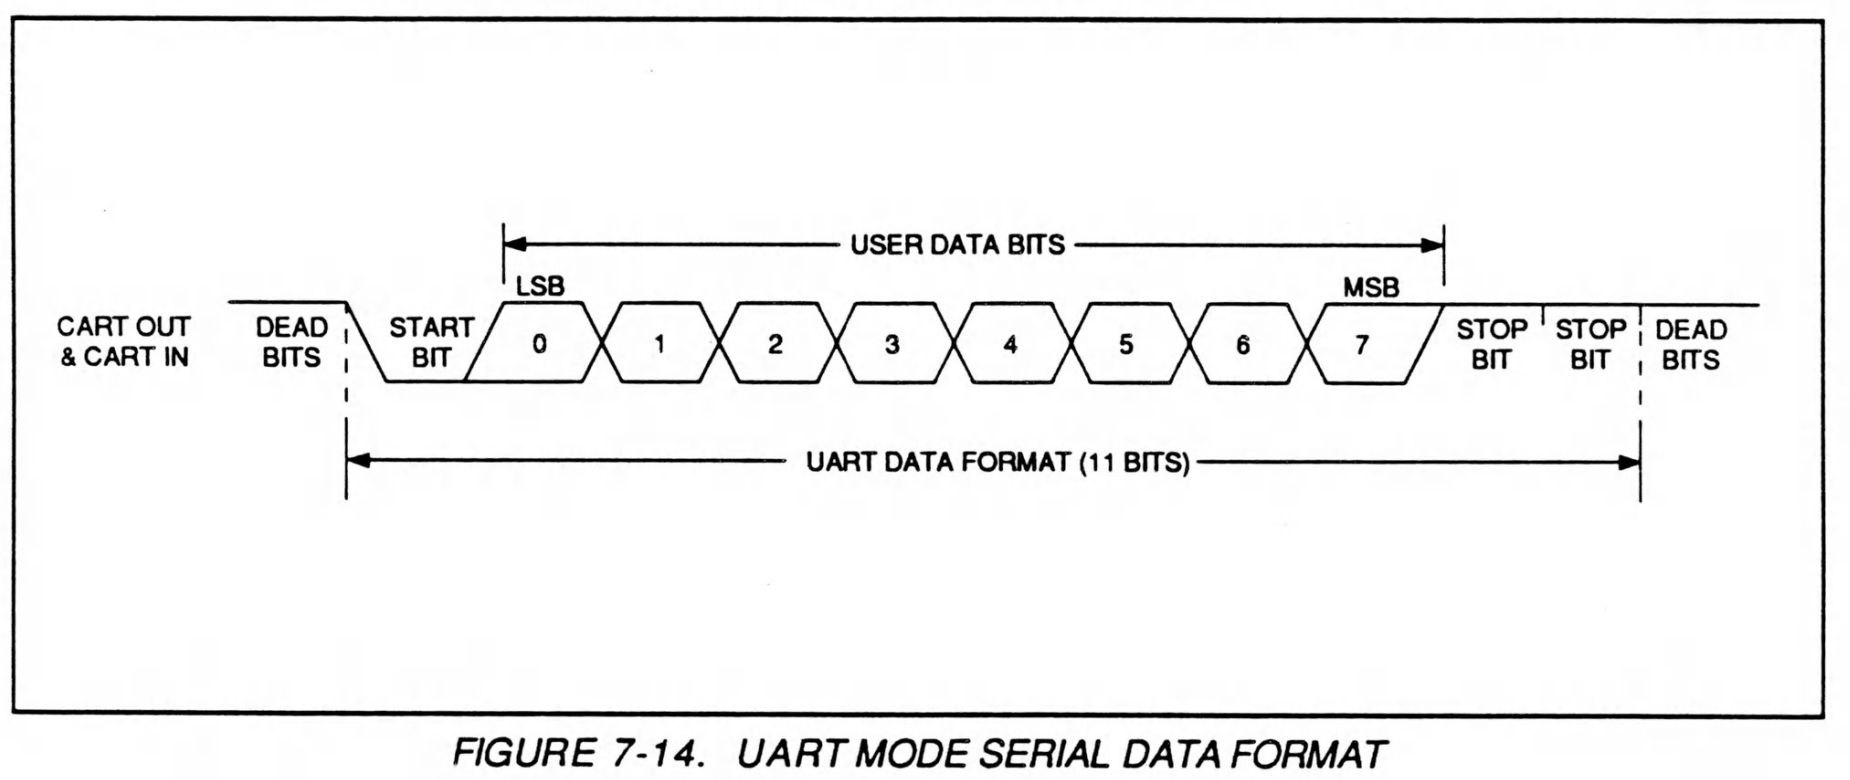 USER DATA BITS
LSB
MSB
CART OUT
& CART IN
DEAD
BITS
START
BIT
0
1
2
3
4
5
6
7
STOP
BIT
STOP
BIT
DEAD
BITS
UART DATA FORMAT (11 BITS)
FIGURE 7-14. UART MODE SERIAL DATA FORMAT